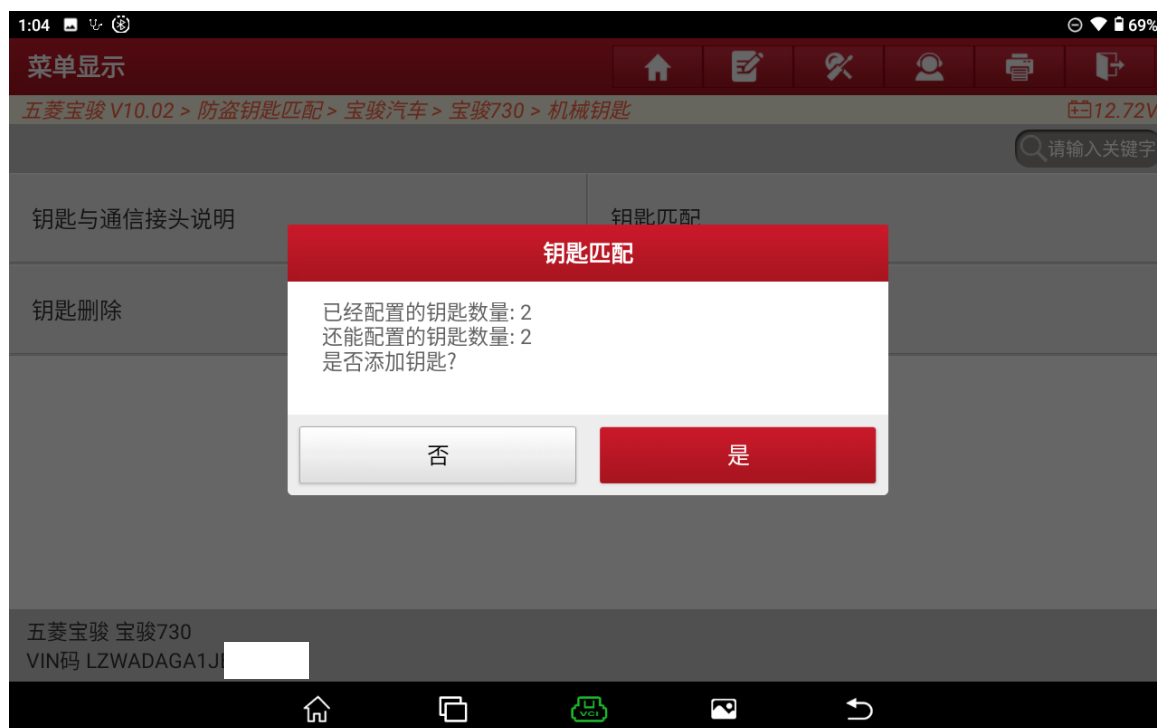 1:04
69%
菜单显示
五菱宝骏 V10.02 > 防盗钥匙匹配 > 宝骏汽车 > 宝骏730 > 机械钥匙
12.72V
请输入关键字
钥匙与通信接头说明
钥匙匹配
钥匙删除
钥匙匹配
已经配置的钥匙数量: 2
还能配置的钥匙数量: 2
是否添加钥匙?
否
是
五菱宝骏 宝骏730
VIN码 LZWADAGA1J
VCI